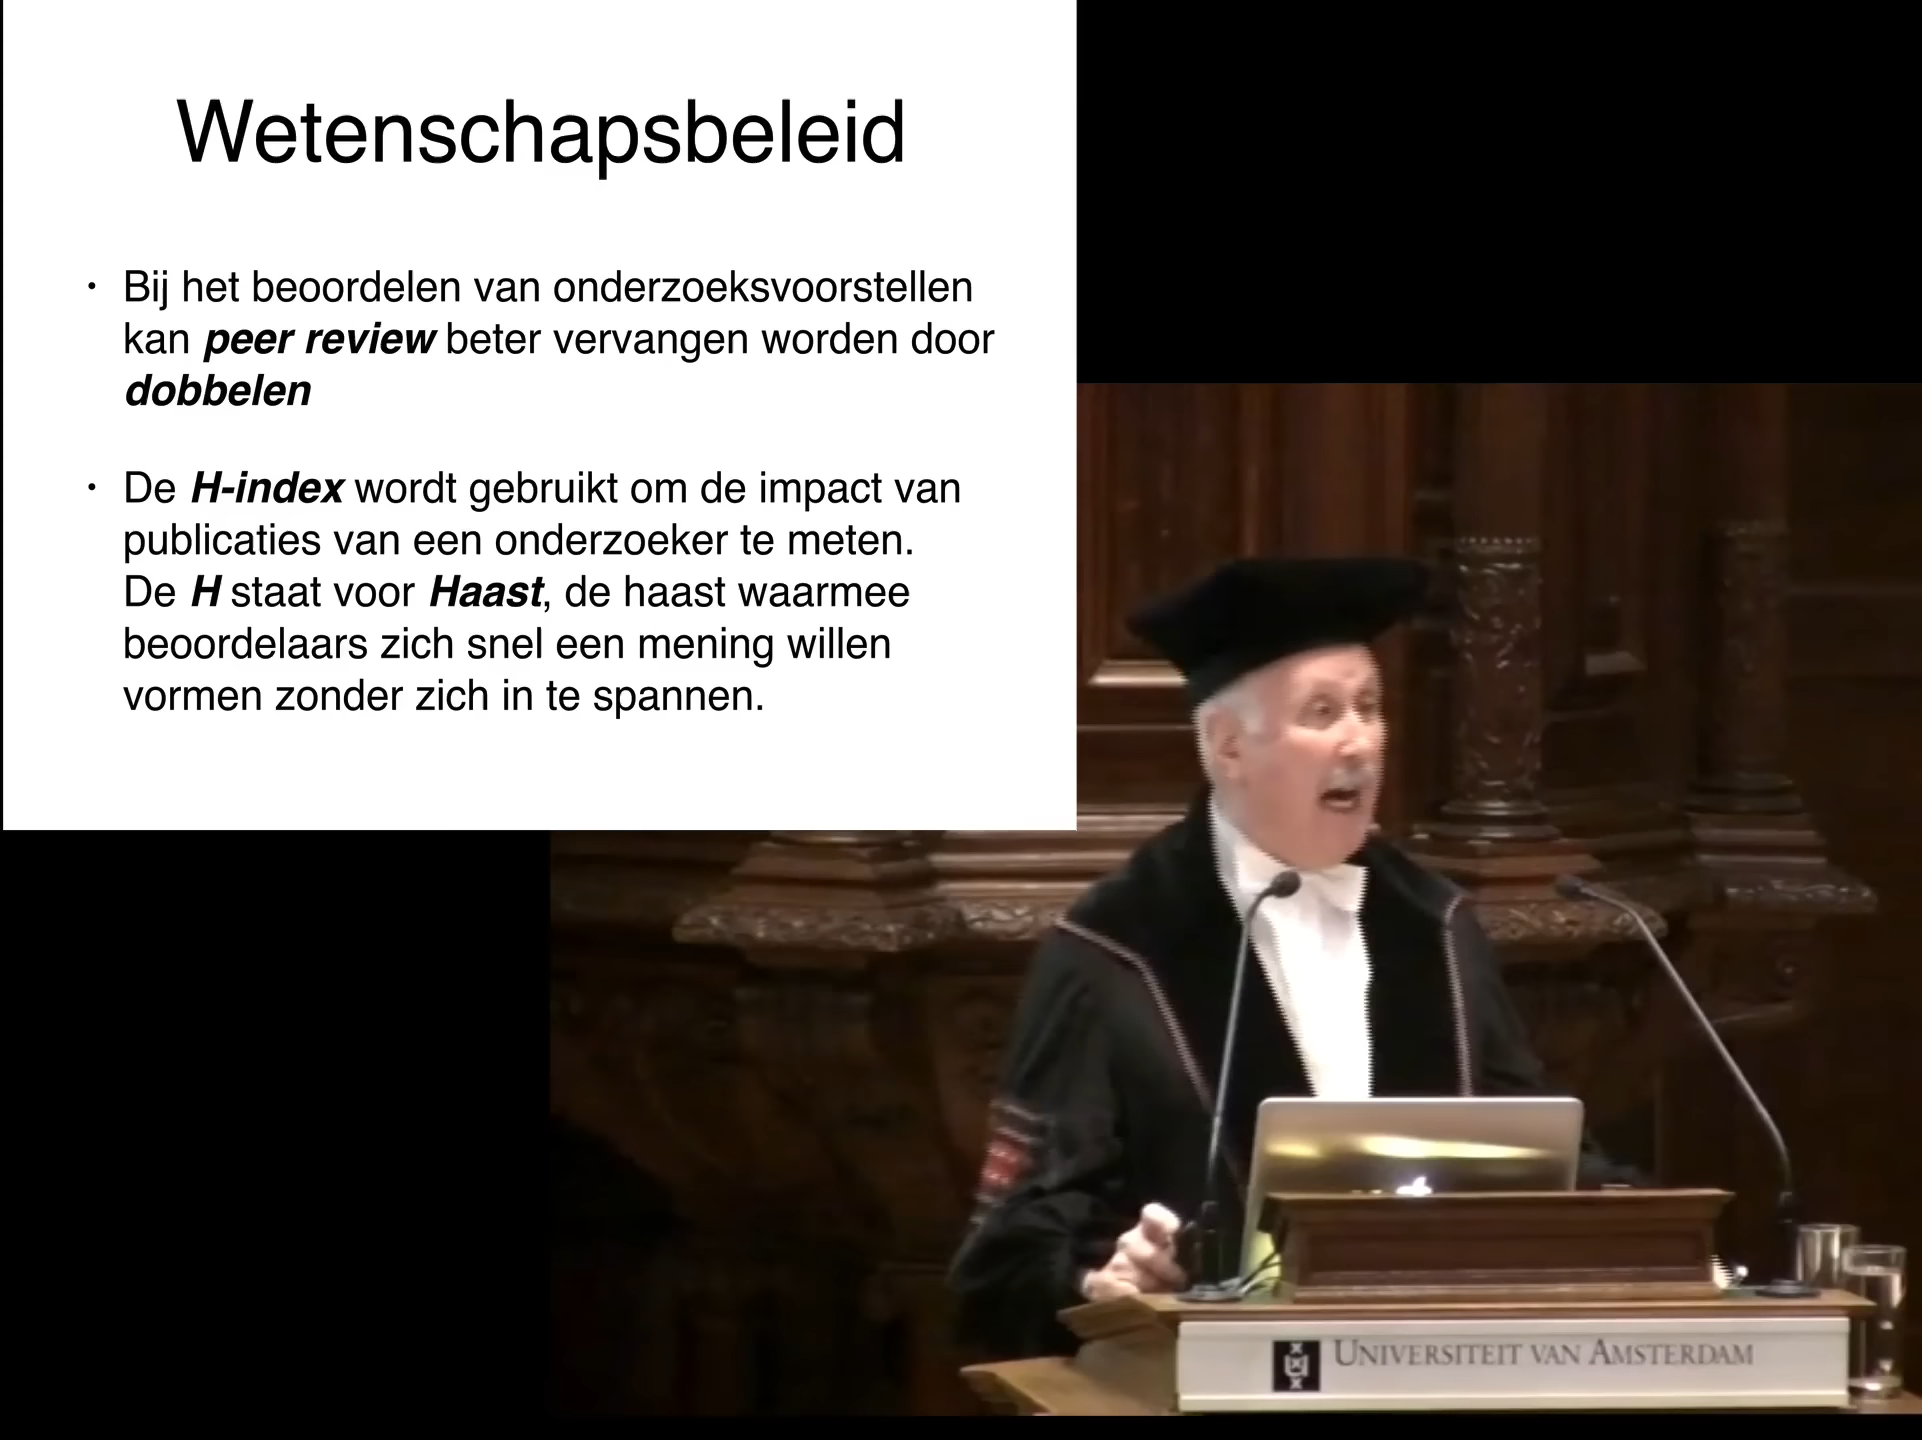 Wetenschapsbeleid
• Bij het beoordelen van onderzoeksvoorstellen
kan peer review beter vervangen worden door
dobbelen
• De H-index wordt gebruikt om de impact van
publicaties van een onderzoeker te meten.
De H staat voor Haast, de haast waarmee
beoordelaars zich snel een mening willen
vormen zonder zich in te spannen.
UNIVERSITEIT VAN AMSTERDAM